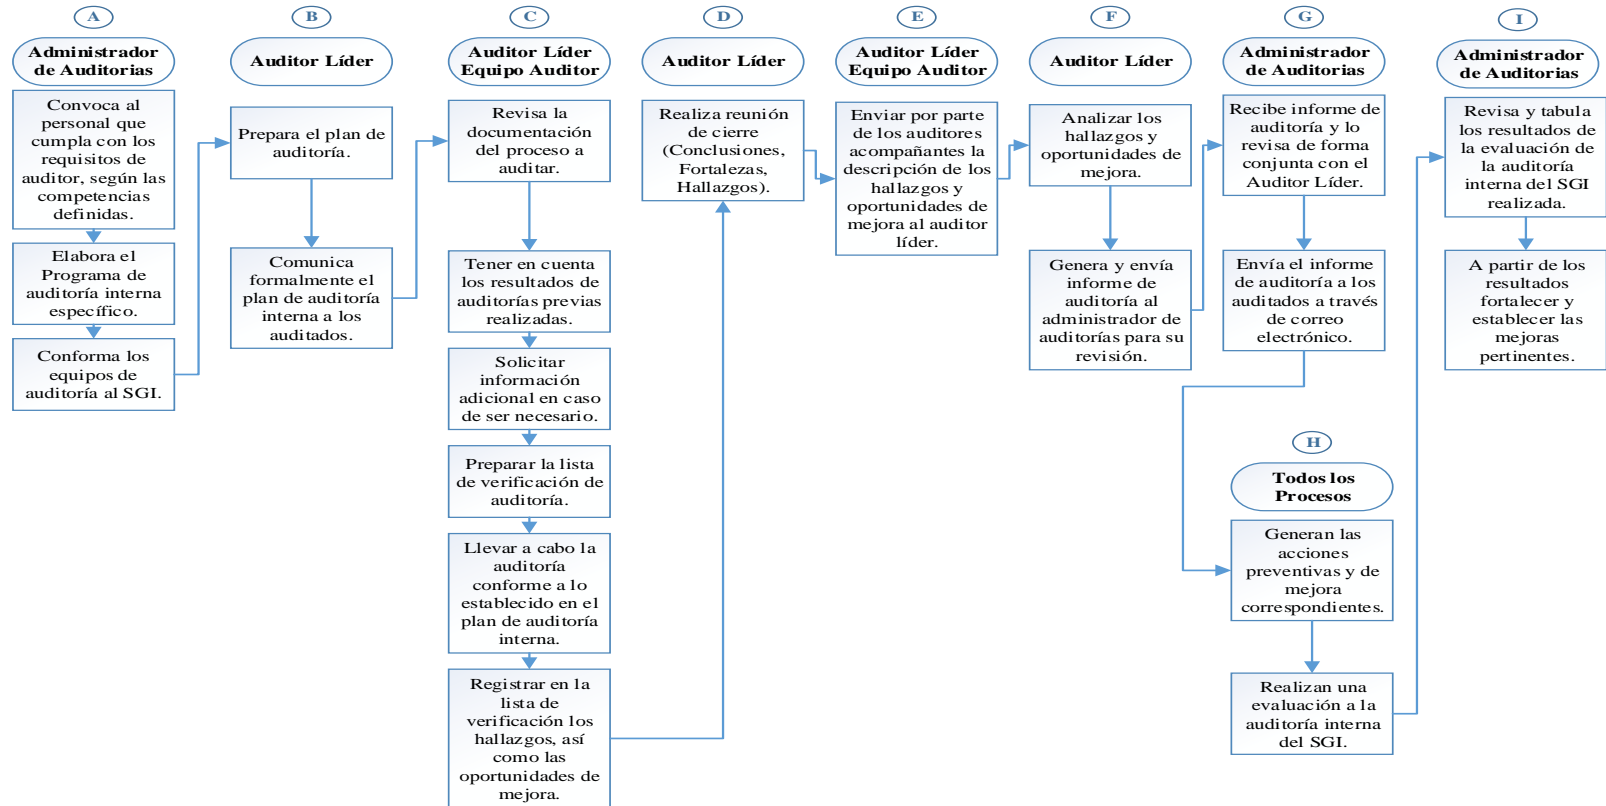 A
Administrador
de Auditorias
Convoca al
personal que
cumpla con los
requisitos de
auditor, según las
competencias
definidas.
Elabora el
Programa de
auditoría interna
específico.
Conforma los
equipos de
auditoría al SGI.
B
Auditor Líder
Prepara el plan de
auditoría.
Comunica
formalmente el
plan de auditoría
interna a los
auditados.
C
Auditor Líder
Equipo Auditor
Revisa la
documentación
del proceso a
auditar.
Tener en cuenta
los resultados de
auditorías previas
realizadas.
Solicitar
información
adicional en caso
de ser necesario.
Preparar la lista
de verificación de
auditoría.
Llevar a cabo la
auditoría
conforme a lo
establecido en el
plan de auditoría
interna.
Registrar en la
lista de
verificación los
hallazgos, así
como las
oportunidades de
mejora.
D
Auditor Líder
Realiza reunión
de cierre
(Conclusiones,
Fortalezas,
Hallazgos).
E
Auditor Líder
Equipo Auditor
Enviar por parte
de los auditores
acompañantes la
descripción de los
hallazgos y
oportunidades de
mejora al auditor
líder.
F
Auditor Líder
Analizar los
hallazgos y
oportunidades de
mejora.
Genera y envía
informe de
auditoría al
administrador de
auditorías para su
revisión.
G
Administrador
de Auditorias
Recibe informe de
auditoría y lo
revisa de forma
conjunta con el
Auditor Líder.
Envía el informe
de auditoría a los
auditados a través
de correo
electrónico.
H
Todos los
Procesos
Generan las
acciones
preventivas y de
mejora
correspondientes.
Realizan una
evaluación a la
auditoría interna
del SGI.
I
Administrador
de Auditorias
Revisa y tabula
los resultados de
la evaluación de
la auditoría
interna del SGI
realizada.
A partir de los
resultados
fortalecer y
establecer las
mejoras
pertinentes.